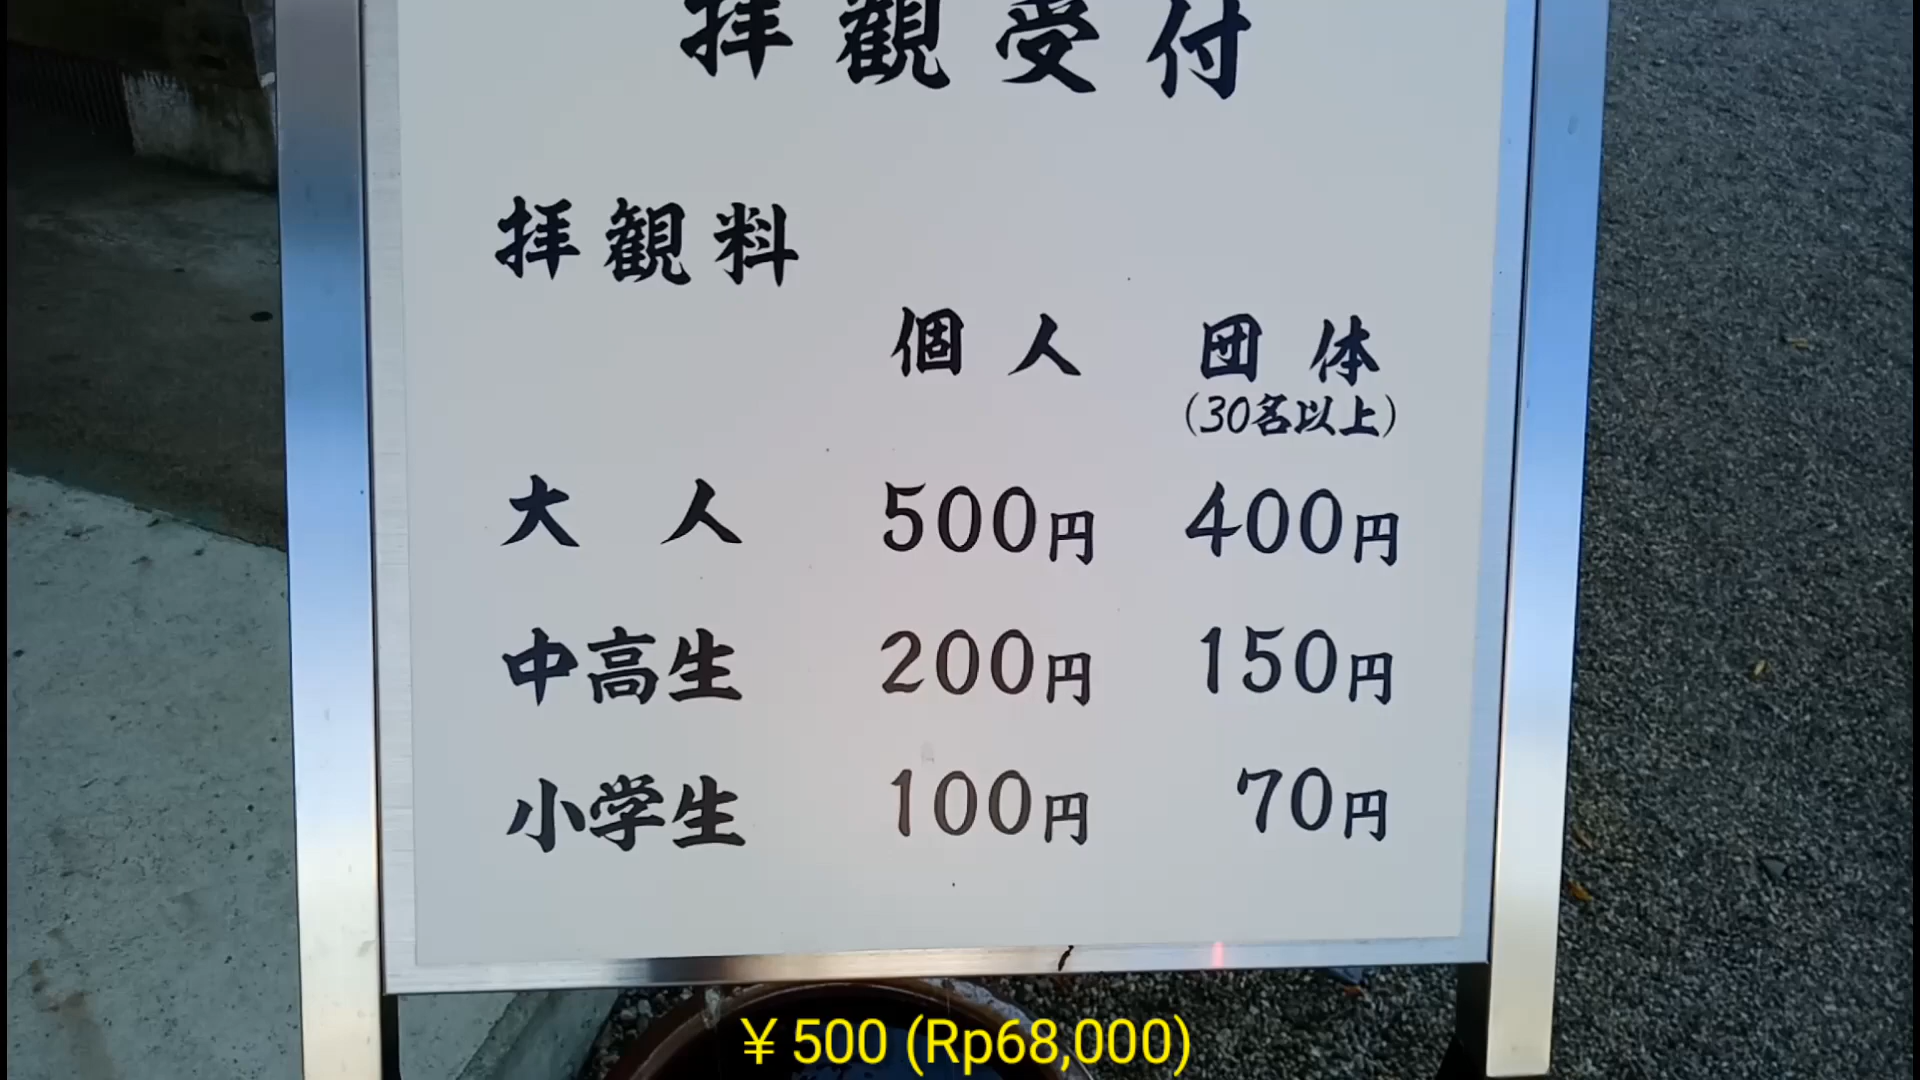 拝観受付
拝観料
個人 団体
(30名以上)
大人 500円 400円
中高生 200円 150円
小学生 100円 70円
¥500 (Rp68,000)